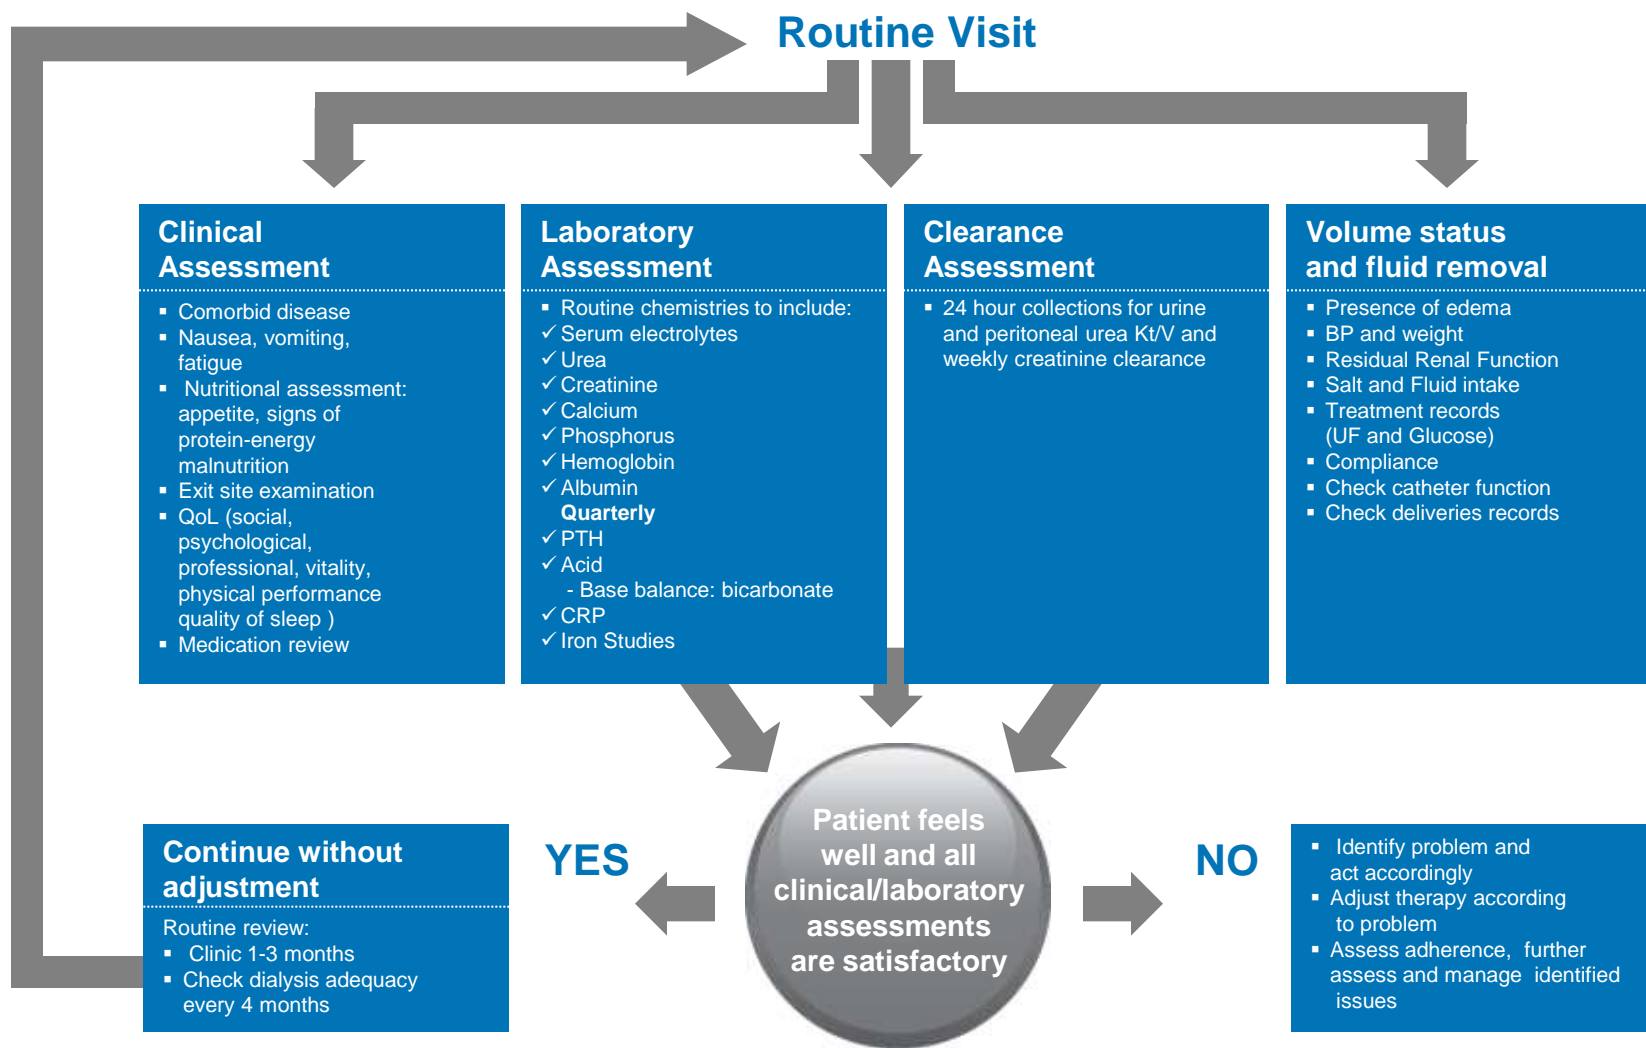 Routine Visit
Clinical
Assessment
Comorbid disease
Nausea, vomiting,
fatigue
Nutritional assessment:
appetite, signs of
protein-energy
malnutrition
Exit site examination
QoL (social,
psychological,
professional, vitality,
physical performance
quality of sleep )
Medication review
Laboratory
Assessment
Routine chemistries to include:
Serum electrolytes
Urea
Creatinine
Calcium
Phosphorus
Hemoglobin
Albumin
Quarterly
PTH
Acid
- Base balance: bicarbonate
CRP
Iron Studies
Clearance
Assessment
24 hour collections for urine
and peritoneal urea Kt/V and
weekly creatinine clearance
Volume status
and fluid removal
Presence of edema
BP and weight
Residual Renal Function
Salt and Fluid intake
Treatment records
(UF and Glucose)
Compliance
Check catheter function
Check deliveries records
Patient feels
well and all
clinical/laboratory
assessments
are satisfactory
YES
Continue without
adjustment
Routine review:
Clinic 1-3 months
Check dialysis adequacy
every 4 months
NO
Identify problem and
act accordingly
Adjust therapy according
to problem
Assess adherence, further
assess and manage identified
issues